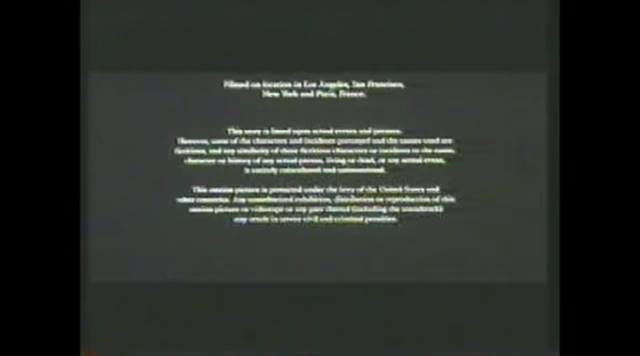 Filmed on location in Los Angeles, San Francisco,
New York and Paris, France.
This story is based upon actual events and persons.
However, some of the characters and incidents portrayed and the names used are
fictitious, and any similarity of those fictitious characters or incidents to the name,
character or history of any actual person, living or dead, or any actual event,
is entirely coincidental and unintentional.
This motion picture is protected under the laws of the United States and
other countries. Any unauthorized exhibition, distribution or reproduction of this
motion picture or videotape or any part thereof (including the soundtrack)
may result in severe civil and criminal penalties.